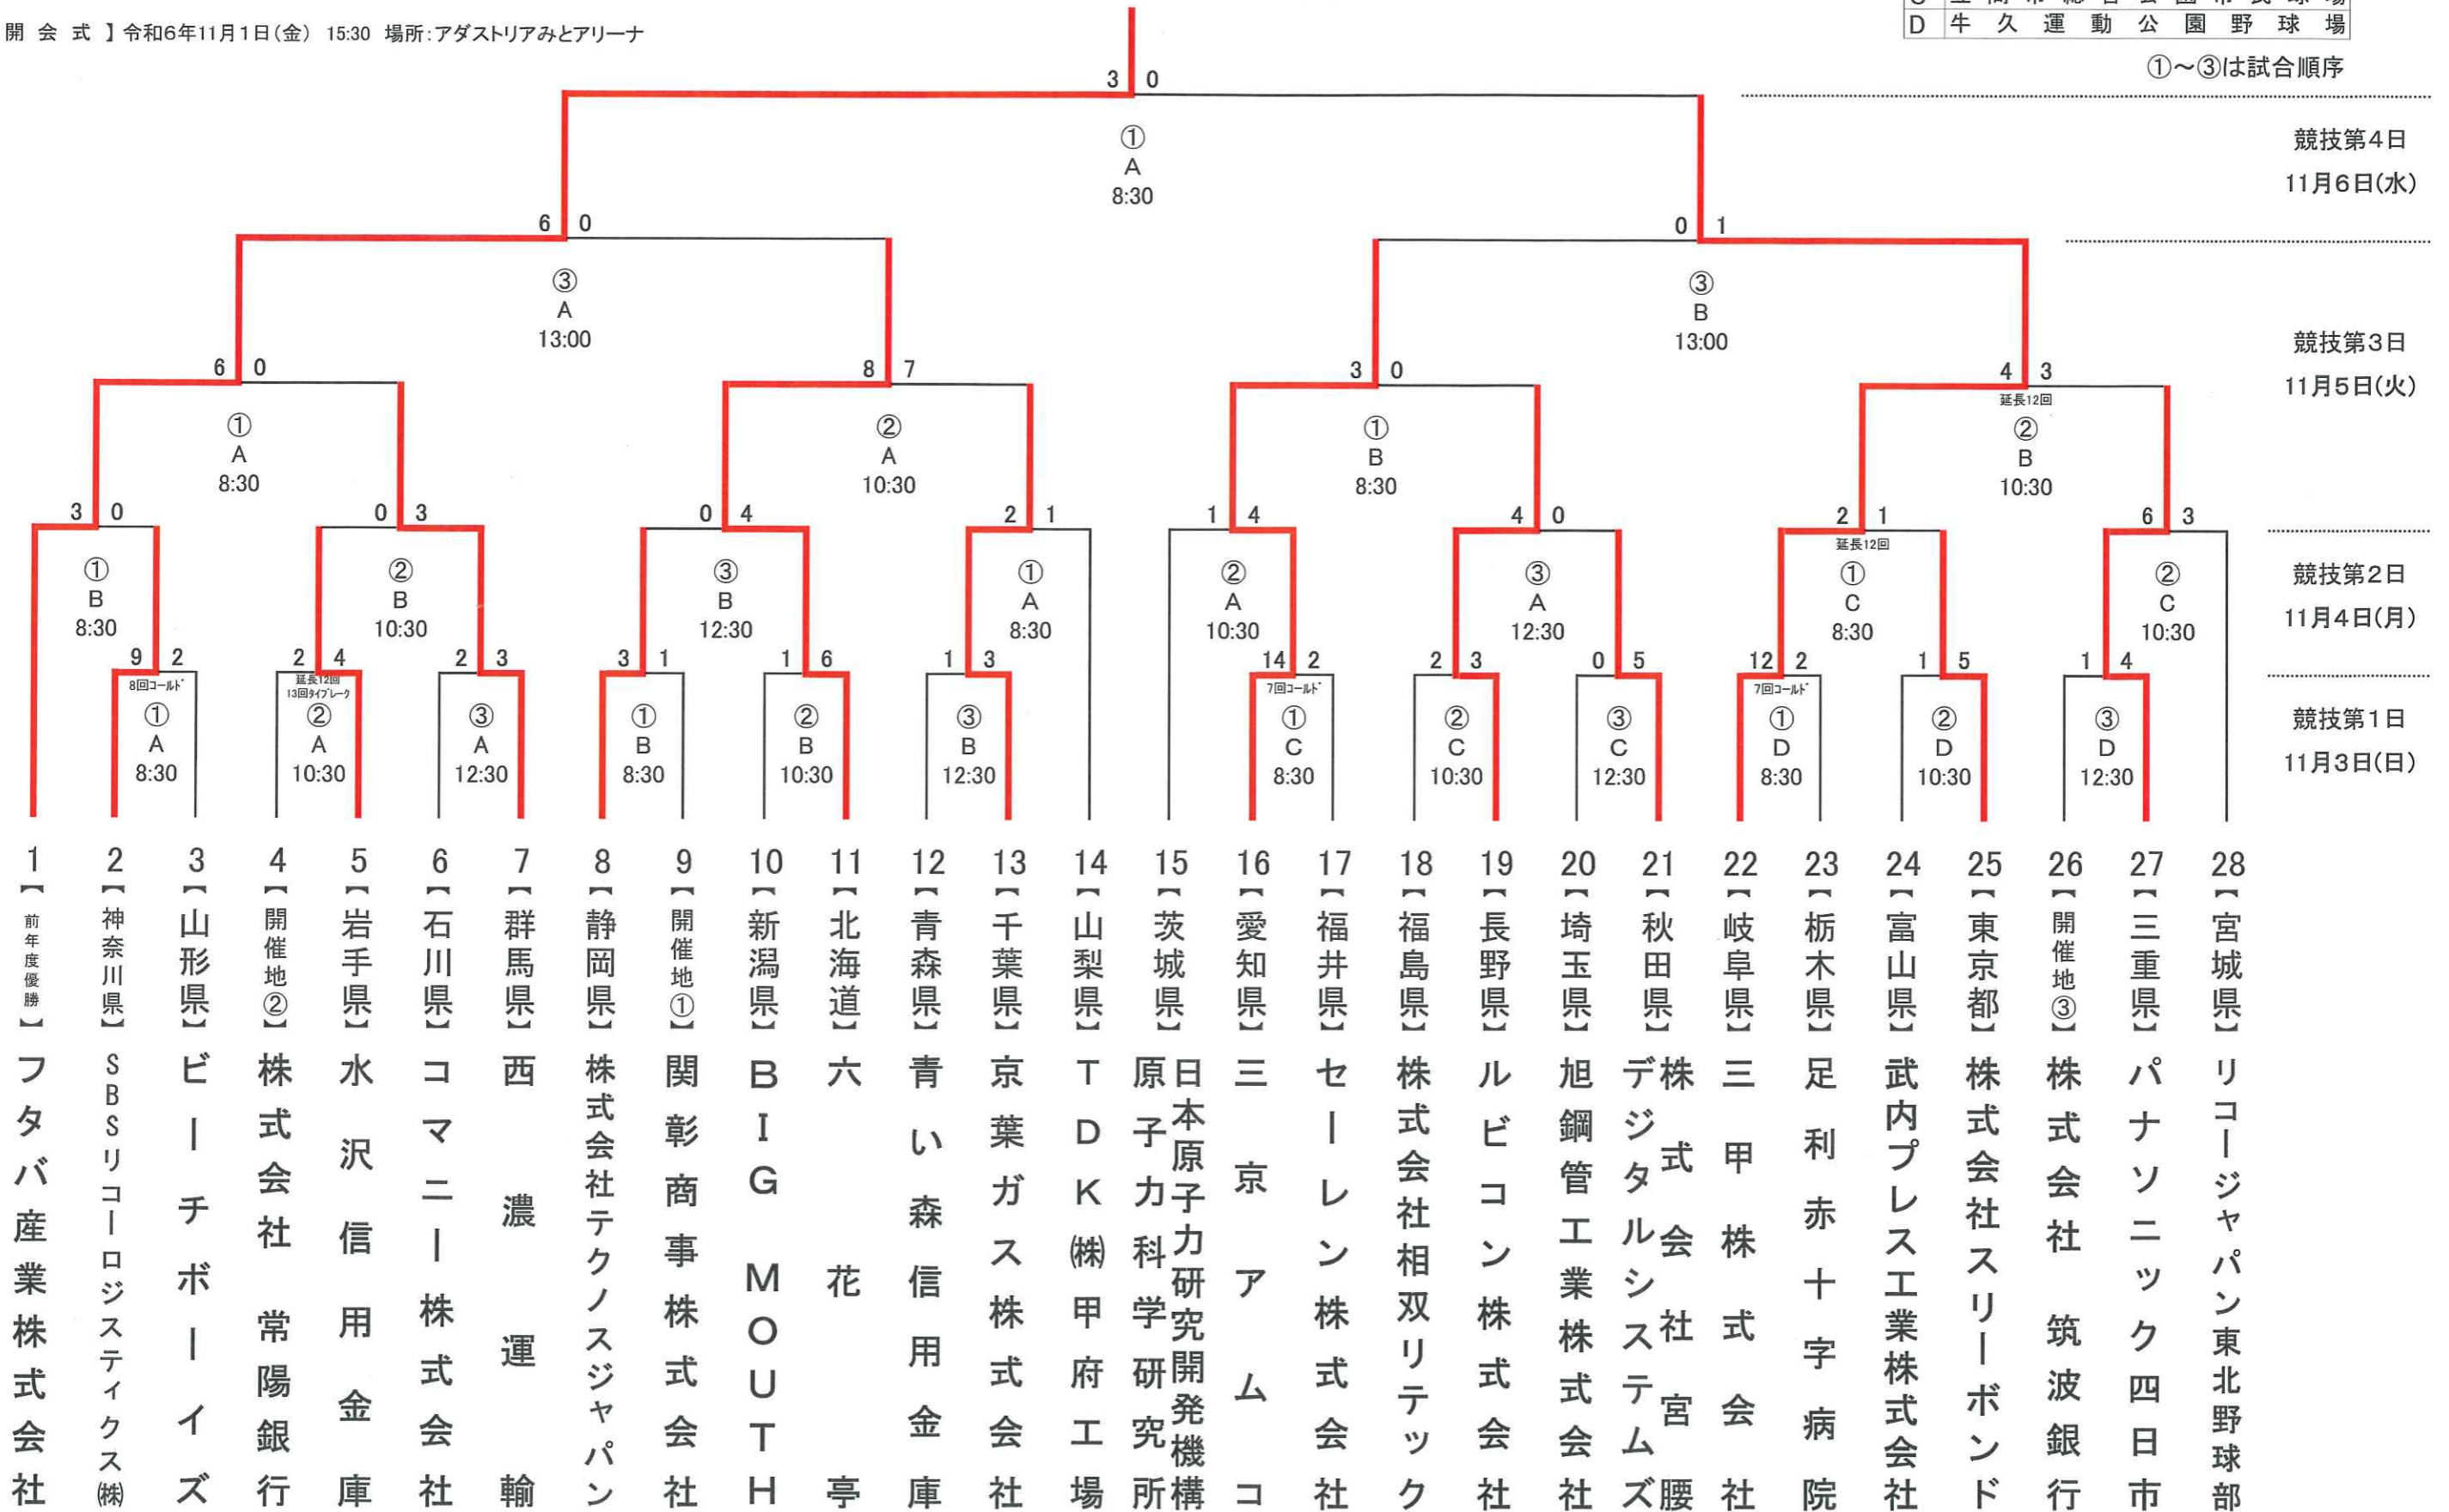 開会式】令和6年11月1日(金) 15:30 場所:アダストリアみとアリーナ
D 牛久運動公園野球場
①~③は試合順序
3 0
① A 8:30
競技第4日
11月6日(水)
6 0
0 1
③ A 13:00
③ B 13:00
競技第3日
11月5日(火)
6 0
8 7
3 0
4 3
延長12回
① A 8:30
② A 10:30
① B 8:30
② B 10:30
3 0
0 3
0 4
2 1
1 4
4 0
2 1
延長12回
6 3
① B 8:30
② B 10:30
③ B 12:30
① A 8:30
② A 10:30
③ A 12:30
① C 8:30
② C 10:30
競技第2日
11月4日(月)
9 2
8回コールド
2 4
延長12回
13回タイブレーク
2 3
3 1
1 6
1 3
14 2
7回コールド
2 3
0 5
12 2
7回コールド
1 5
1 4
① A 8:30
② A 10:30
③ A 12:30
① B 8:30
② B 10:30
③ B 12:30
① C 8:30
② C 10:30
③ C 12:30
① D 8:30
② D 10:30
③ D 12:30
競技第1日
11月3日(日)
1【前年度優勝】フタバ産業株式会社
2【神奈川県】SBSリコーロジスティクス㈱
3【山形県】ビーチボーイズ
4【開催地②】株式会社 常陽銀行
5【岩手県】水沢信用金庫
6【石川県】コマニー株式会社
7【群馬県】西濃運輸
8【静岡県】株式会社テクノスジャパン
9【開催地①】関彰商事株式会社
10【新潟県】BIG MOUTH
11【北海道】六花亭
12【青森県】青い森信用金庫
13【千葉県】京葉ガス株式会社
14【山梨県】TDK㈱甲府工場
15【茨城県】日本原子力研究開発機構
原子力科学研究所
16【愛知県】三京アムコ
17【福井県】セーレン株式会社
18【福島県】株式会社相双リテック
19【長野県】ルビコン株式会社
20【埼玉県】旭鋼管工業株式会社
21【秋田県】株式会社宮腰
デジタルシステムズ
22【岐阜県】三甲株式会社
23【栃木県】足利赤十字病院
24【富山県】武内プレス工業株式会社
25【東京都】株式会社スリーボンド
26【開催地③】株式会社 筑波銀行
27【三重県】パナソニック四日市
28【宮城県】リコージャパン東北野球部